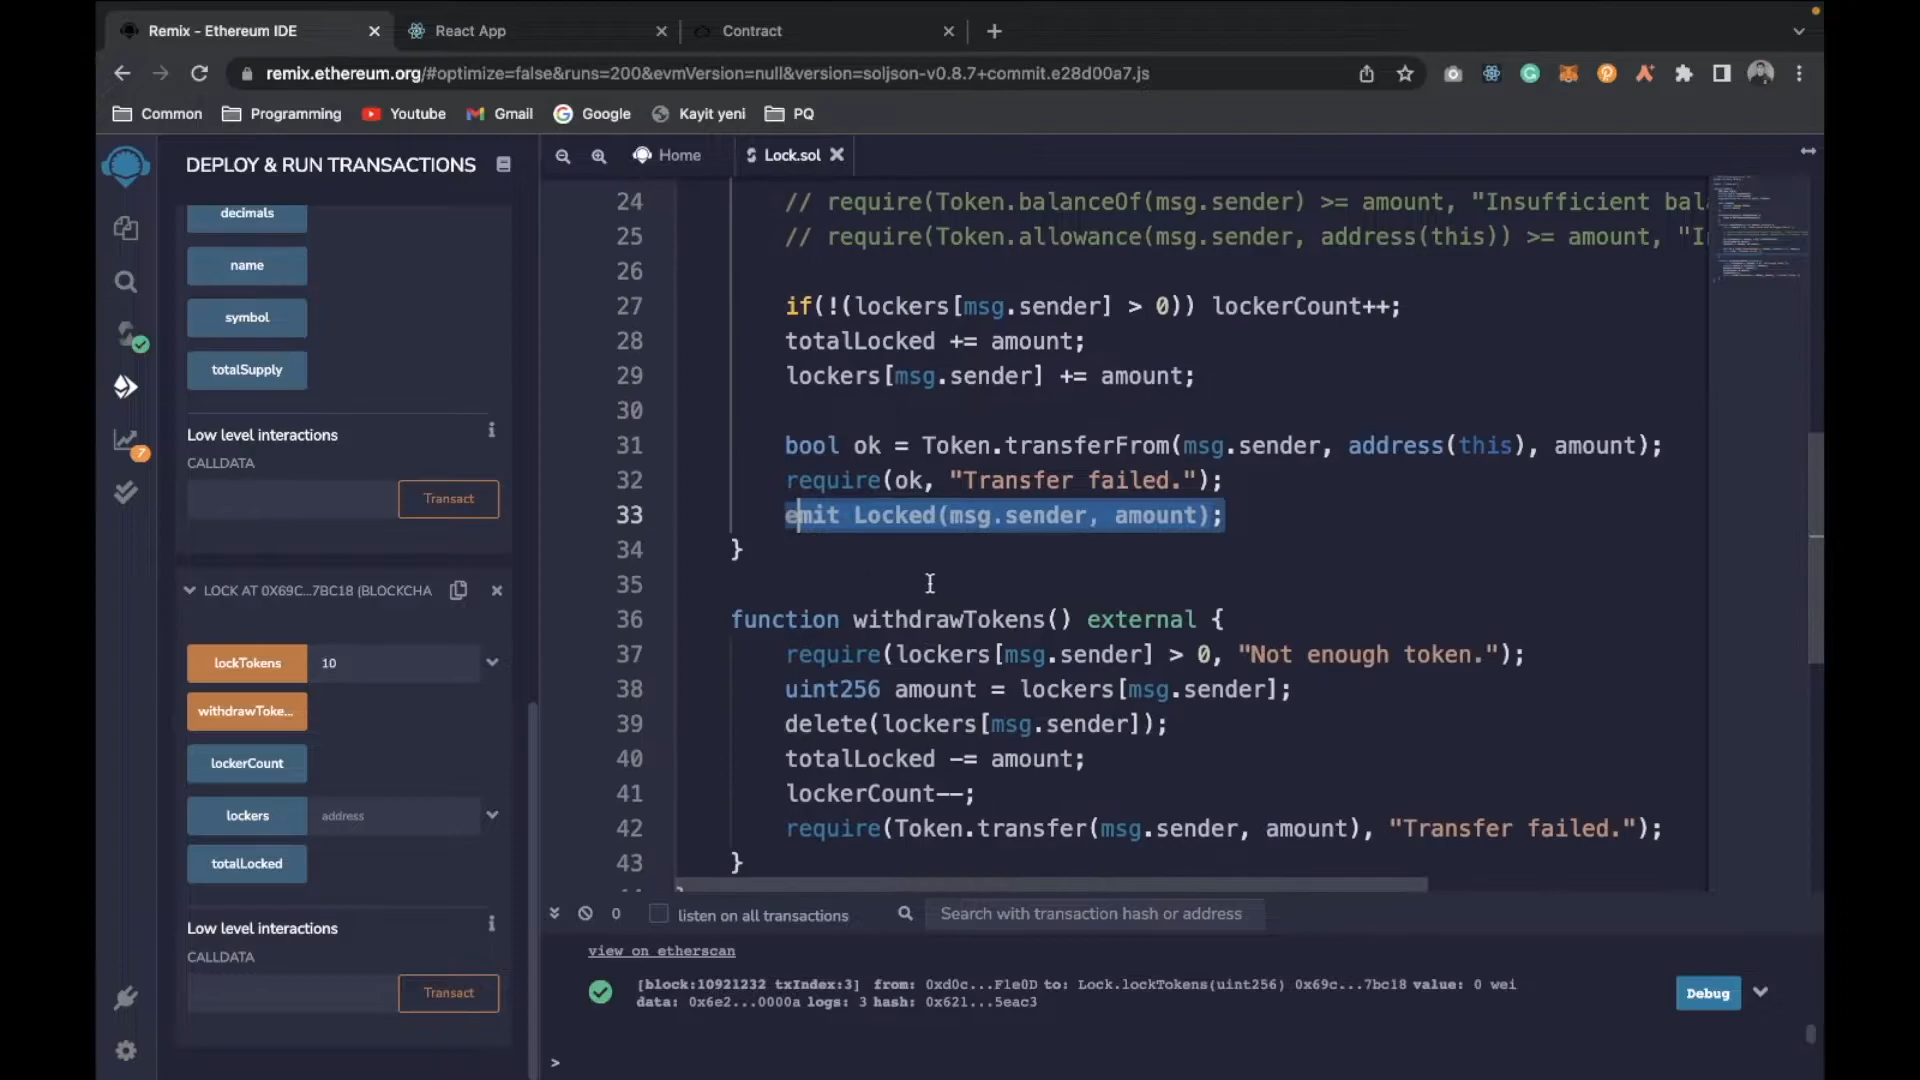 Remix - Ethereum IDE
React App
Contract
remix.ethereum.org/#optimize=false&runs=200&evmVersion=null&version=soljson-v0.8.7+commit.e28d00a7.js
Common
Programming
Youtube
Gmail
Google
Kayit yeni
PQ
DEPLOY & RUN TRANSACTIONS
Home
Lock.sol
decimals
name
symbol
totalSupply
Low level interactions
CALLDATA
Transact
LOCK AT 0X69C...7BC18 (BLOCKCHA
lockTokens 10
withdrawToke...
lockerCount
lockers address
totalLocked
Low level interactions
CALLDATA
Transact
7
24 // require(Token.balanceOf(msg.sender) >= amount, "Insufficient bal
25 // require(Token.allowance(msg.sender, address(this)) >= amount, "I
26
27 if(!(lockers[msg.sender] > 0)) lockerCount++;
28 totalLocked += amount;
29 lockers[msg.sender] += amount;
30
31 bool ok = Token.transferFrom(msg.sender, address(this), amount);
32 require(ok, "Transfer failed.");
33 emit Locked(msg.sender, amount);
34 }
35
36 function withdrawTokens() external {
37 require(lockers[msg.sender] > 0, "Not enough token.");
38 uint256 amount = lockers[msg.sender];
39 delete(lockers[msg.sender]);
40 totalLocked -= amount;
41 lockerCount--;
42 require(Token.transfer(msg.sender, amount), "Transfer failed.");
43 }
0
listen on all transactions
Search with transaction hash or address
view on etherscan
[block:10921232 txIndex:3] from: 0xd0c...F1e0D to: Lock.lockTokens(uint256) 0x69c...7bc18 value: 0 wei
data: 0x6e2...0000a logs: 3 hash: 0x621...5eac3
Debug
>